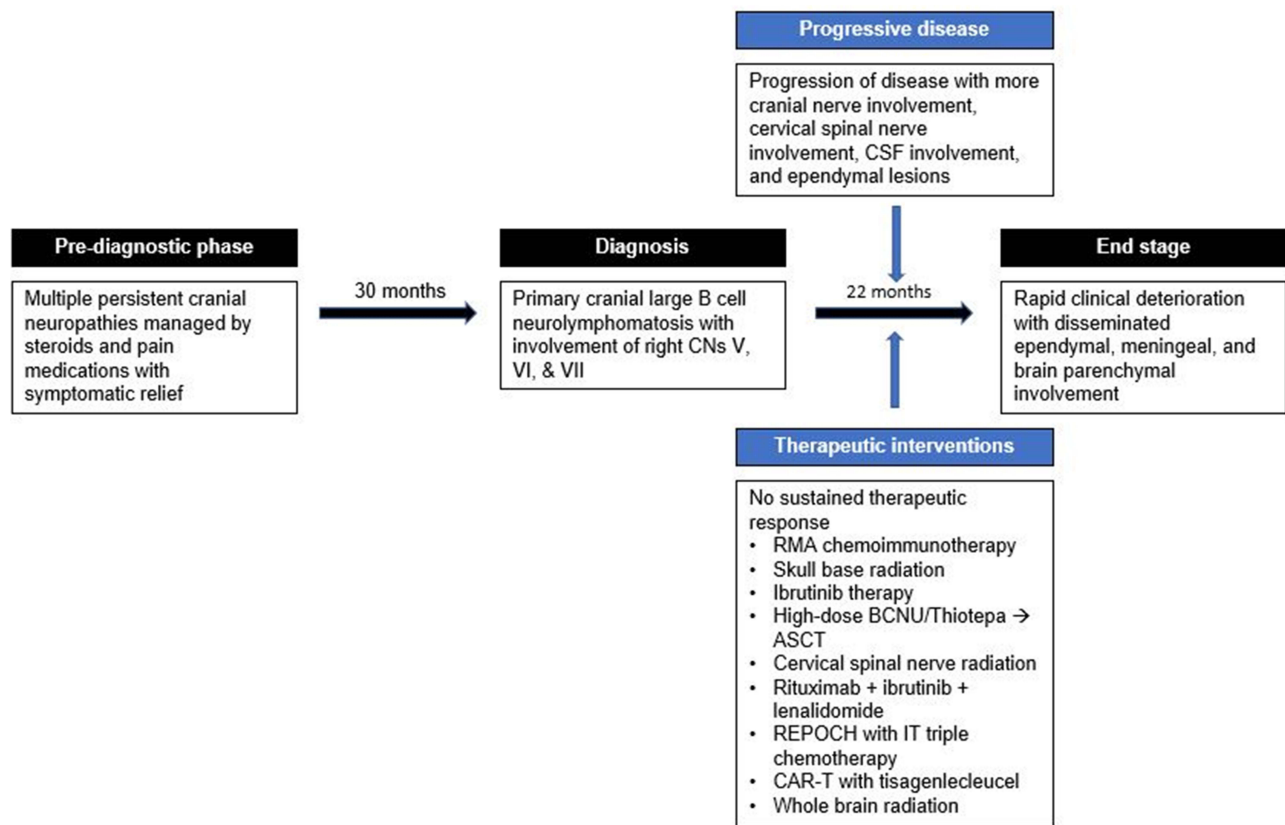 Progressive disease
Progression of disease with more
cranial nerve involvement,
cervical spinal nerve
involvement, CSF involvement,
and ependymal lesions
Pre-diagnostic phase
Multiple persistent cranial
neuropathies managed by
steroids and pain
medications with
symptomatic relief
30 months
Diagnosis
Primary cranial large B cell
neurolymphomatosis with
involvement of right CNs V,
VI, & VII
22 months
End stage
Rapid clinical deterioration
with disseminated
ependymal, meningeal, and
brain parenchymal
involvement
Therapeutic interventions
No sustained therapeutic
response
• RMA chemoimmunotherapy
• Skull base radiation
• Ibrutinib therapy
• High-dose BCNU/Thiotepa →
ASCT
• Cervical spinal nerve radiation
• Rituximab + ibrutinib +
lenalidomide
• REPOCH with IT triple
chemotherapy
• CAR-T with tisagenlecleucel
• Whole brain radiation